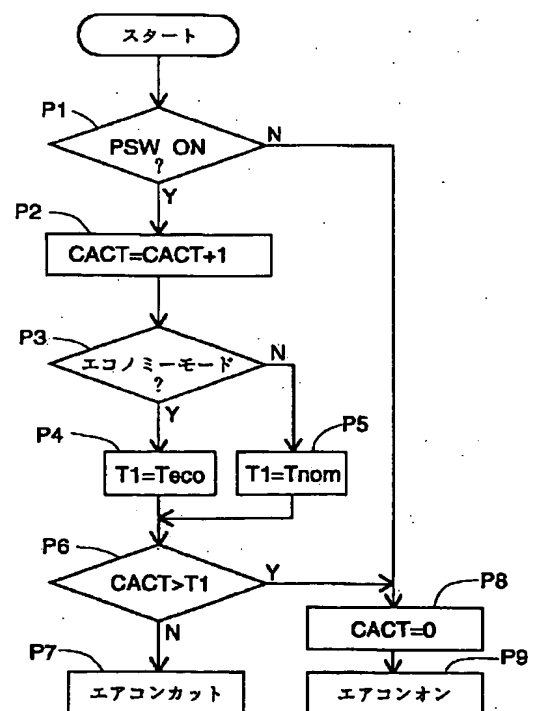 スタート
P1
PSW ON
?
N
Y
P2
CACT=CACT+1
P3
エコノミーモード
?
N
Y
P4
T1=Teco
P5
T1=Tnom
P6
CACT>T1
Y
N
P8
CACT=0
P7
エアコンカット
P9
エアコンオン